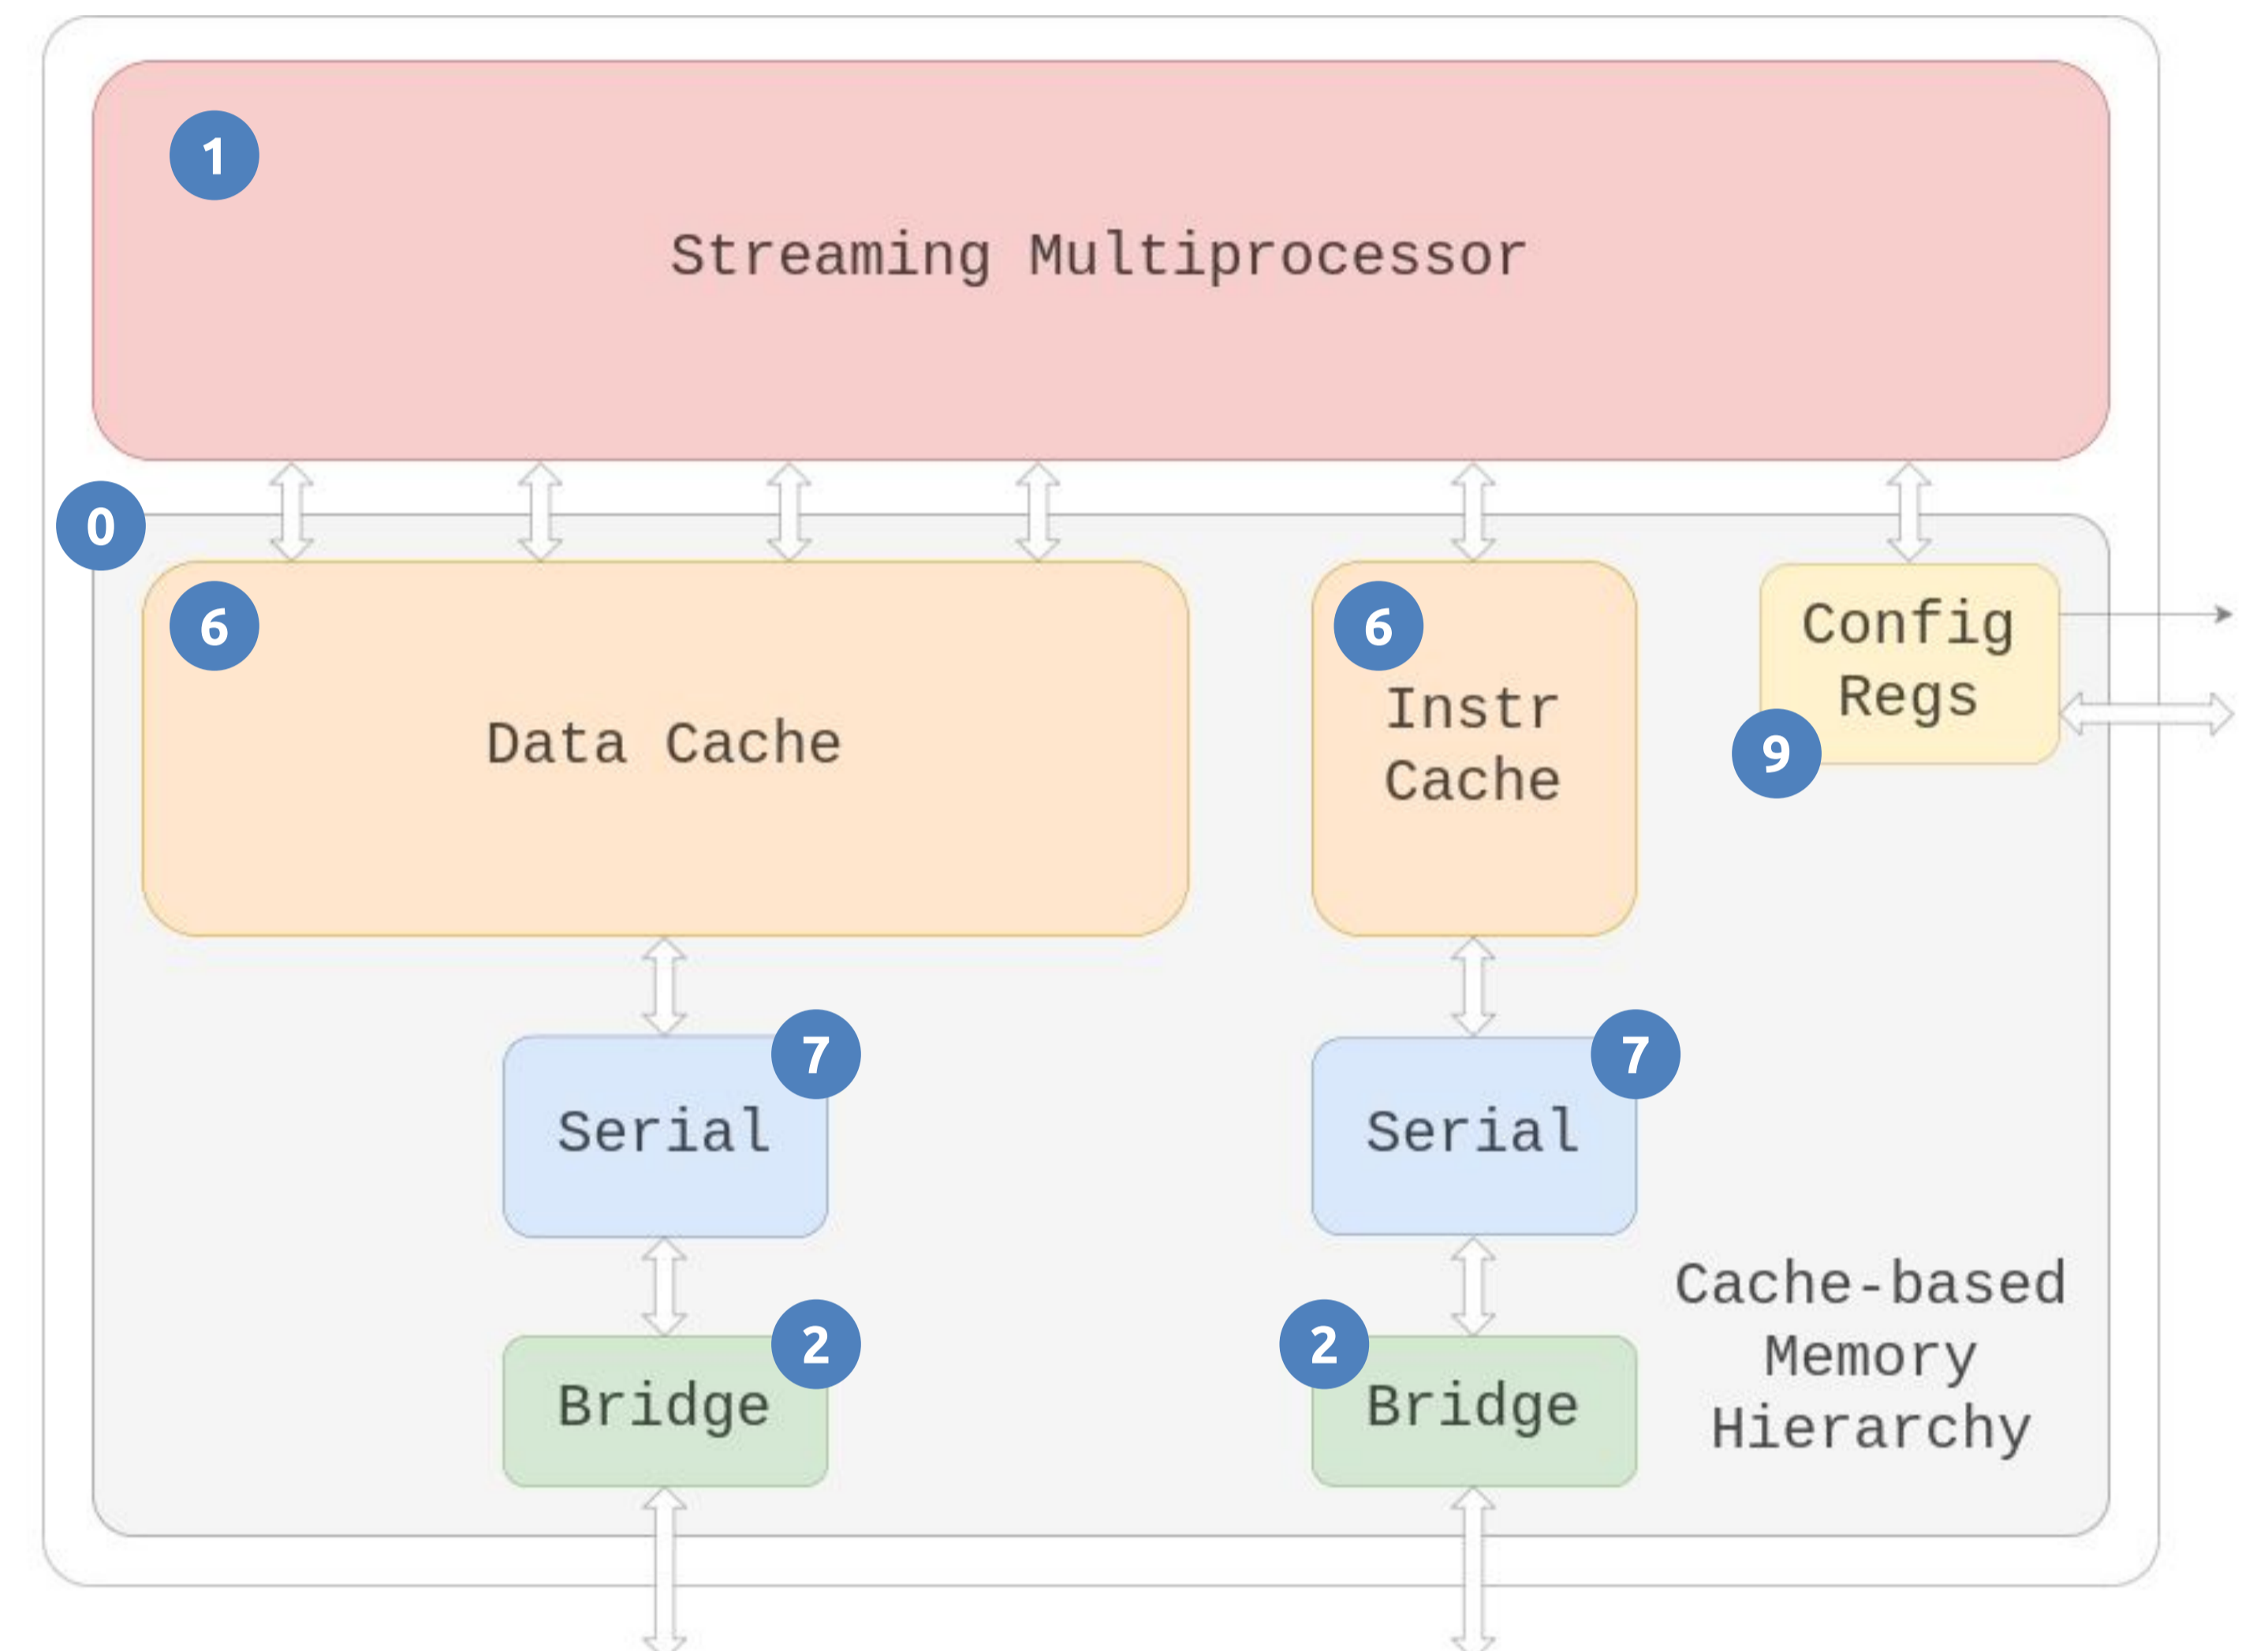 1
Streaming Multiprocessor
0
6
Data Cache
6
Instr
Cache
Config
Regs
9
7
Serial
7
Serial
2
Bridge
2
Bridge
Cache-based
Memory
Hierarchy